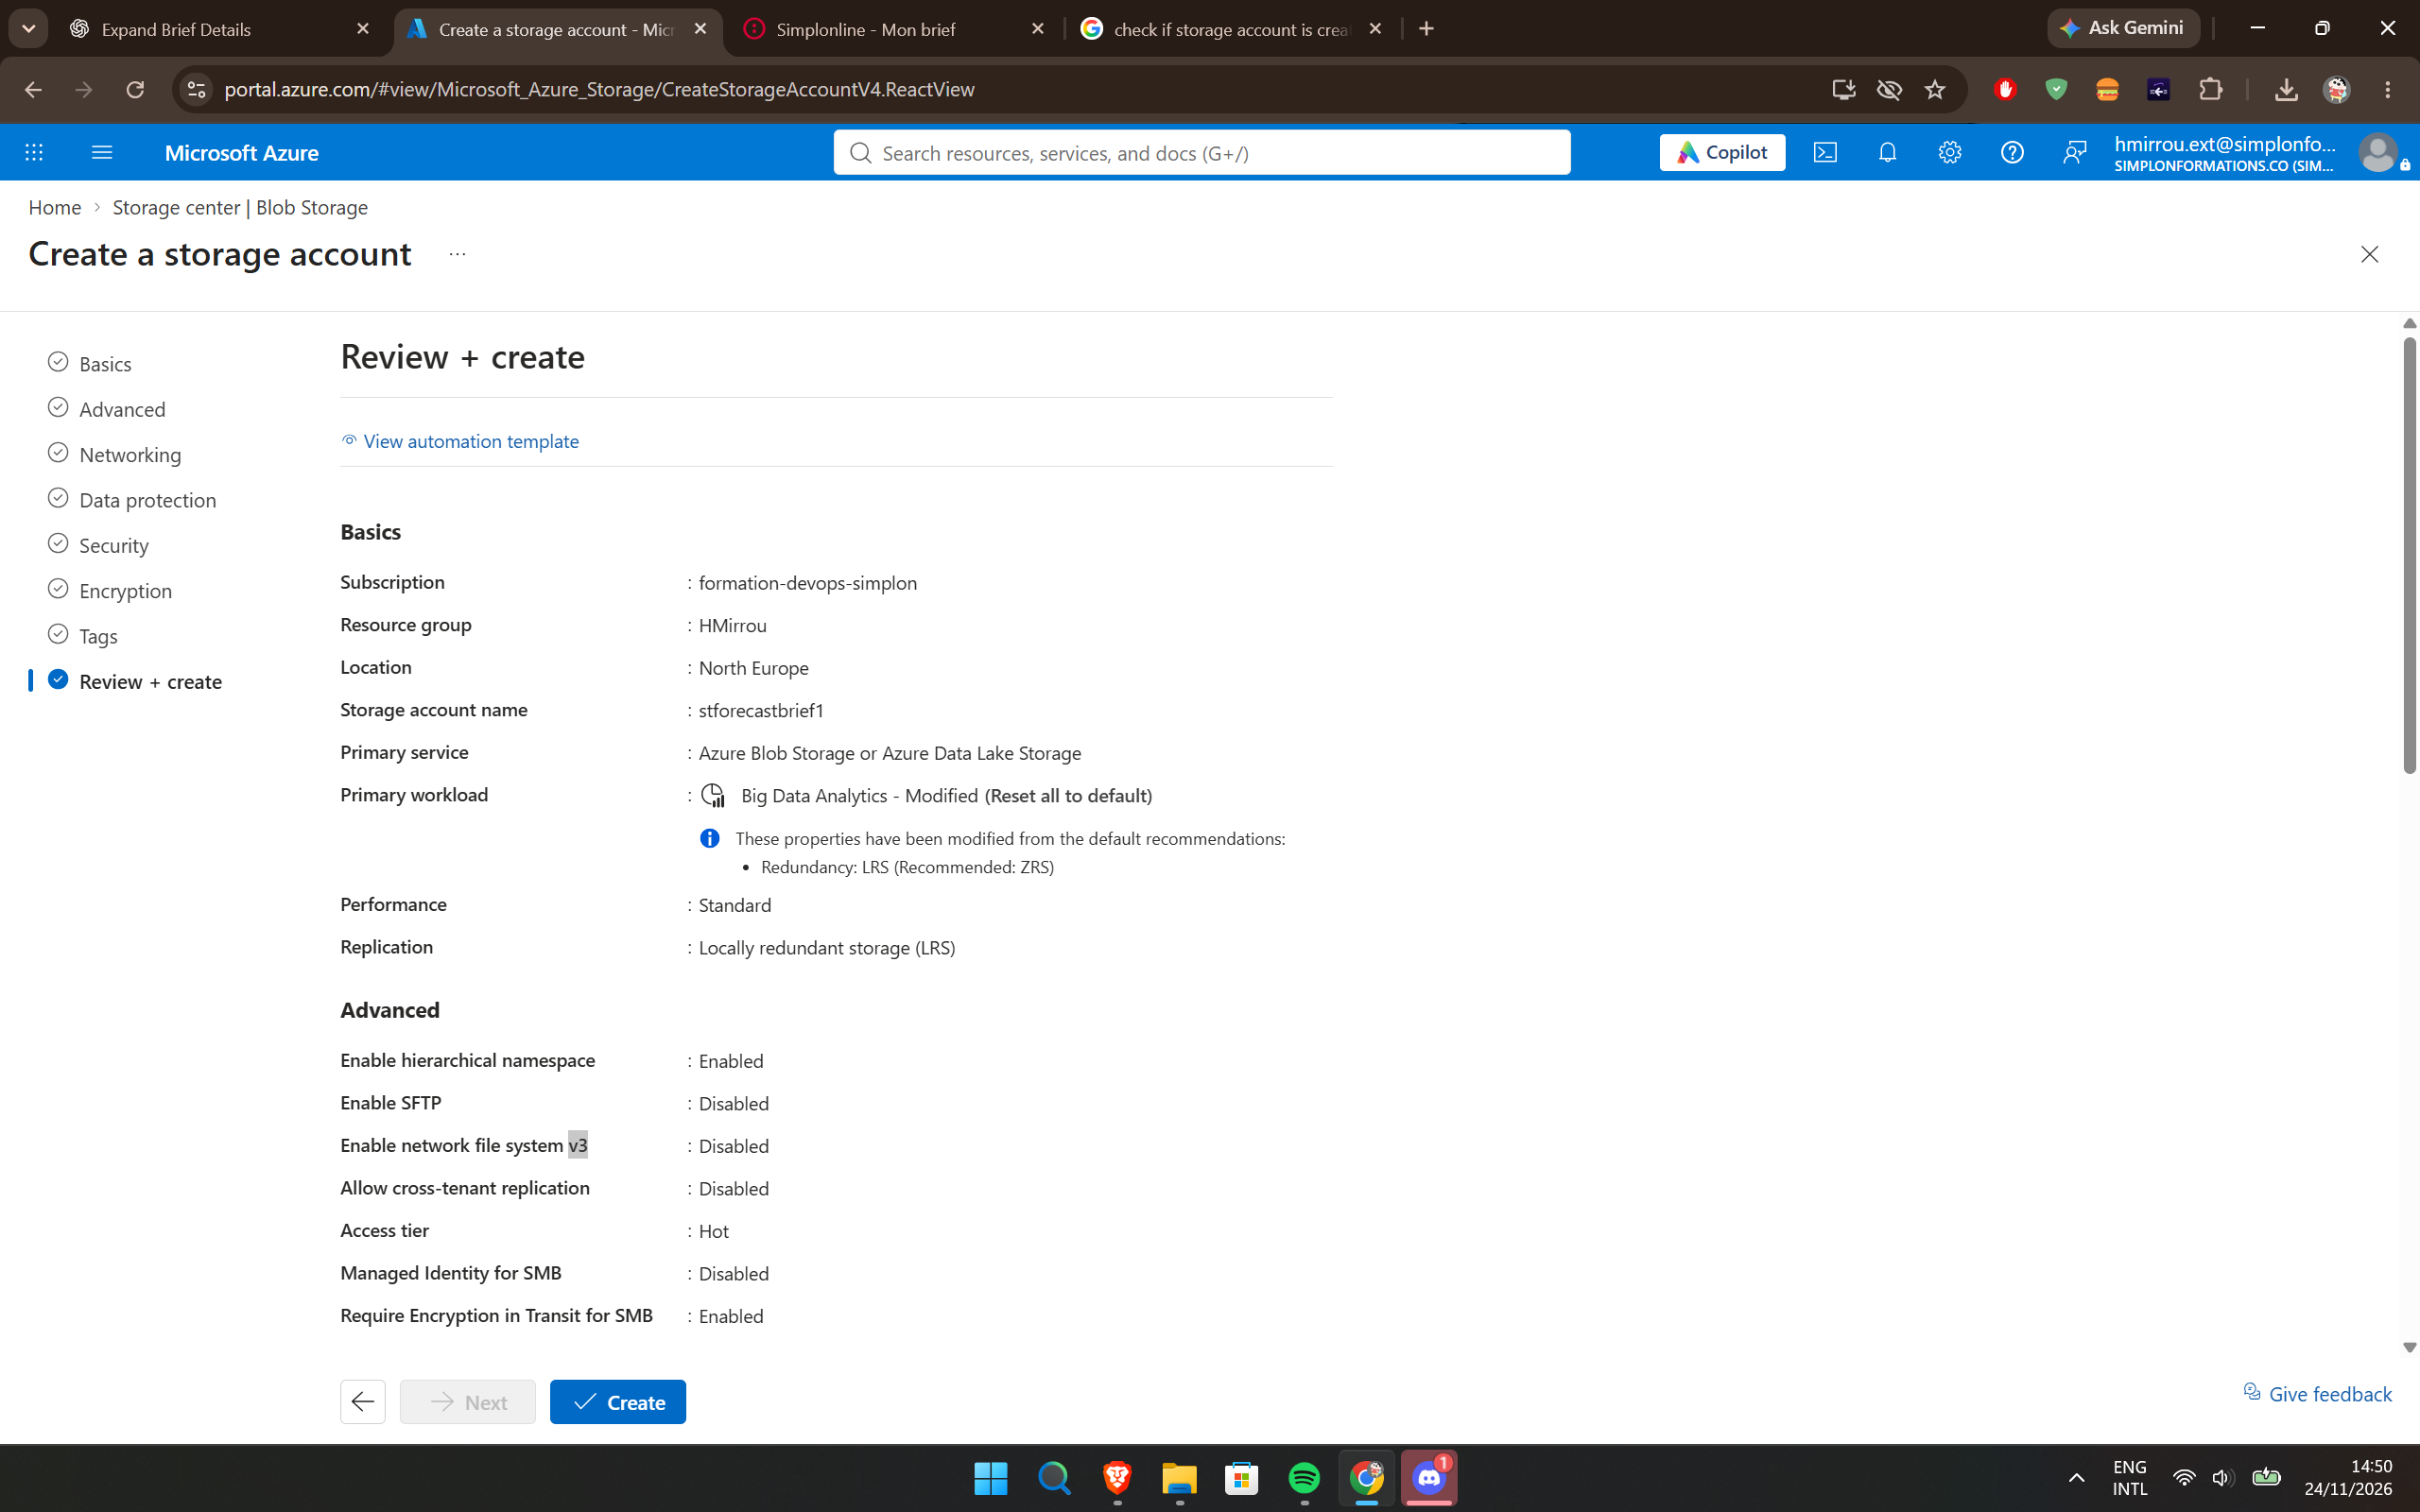 Expand Brief Details
Create a storage account - Micr
Simplonline - Mon brief
check if storage account is crea
Ask Gemini
portal.azure.com/#view/Microsoft_Azure_Storage/CreateStorageAccountV4.ReactView
Microsoft Azure
Search resources, services, and docs (G+/)
Copilot
hmirrou.ext@simplonfo...
SIMPLONFORMATIONS.CO (SIM...
Home > Storage center | Blob Storage
Create a storage account ...
Basics
Advanced
Networking
Data protection
Security
Encryption
Tags
Review + create
Review + create
View automation template
Basics
Subscription : formation-devops-simplon
Resource group : HMirrou
Location : North Europe
Storage account name : stforecastbrief1
Primary service : Azure Blob Storage or Azure Data Lake Storage
Primary workload : Big Data Analytics - Modified (Reset all to default)
These properties have been modified from the default recommendations:
• Redundancy: LRS (Recommended: ZRS)
Performance : Standard
Replication : Locally redundant storage (LRS)
Advanced
Enable hierarchical namespace : Enabled
Enable SFTP : Disabled
Enable network file system v3 : Disabled
Allow cross-tenant replication : Disabled
Access tier : Hot
Managed Identity for SMB : Disabled
Require Encryption in Transit for SMB : Enabled
Next
Create
Give feedback
1
ENG
INTL
14:50
24/11/2026